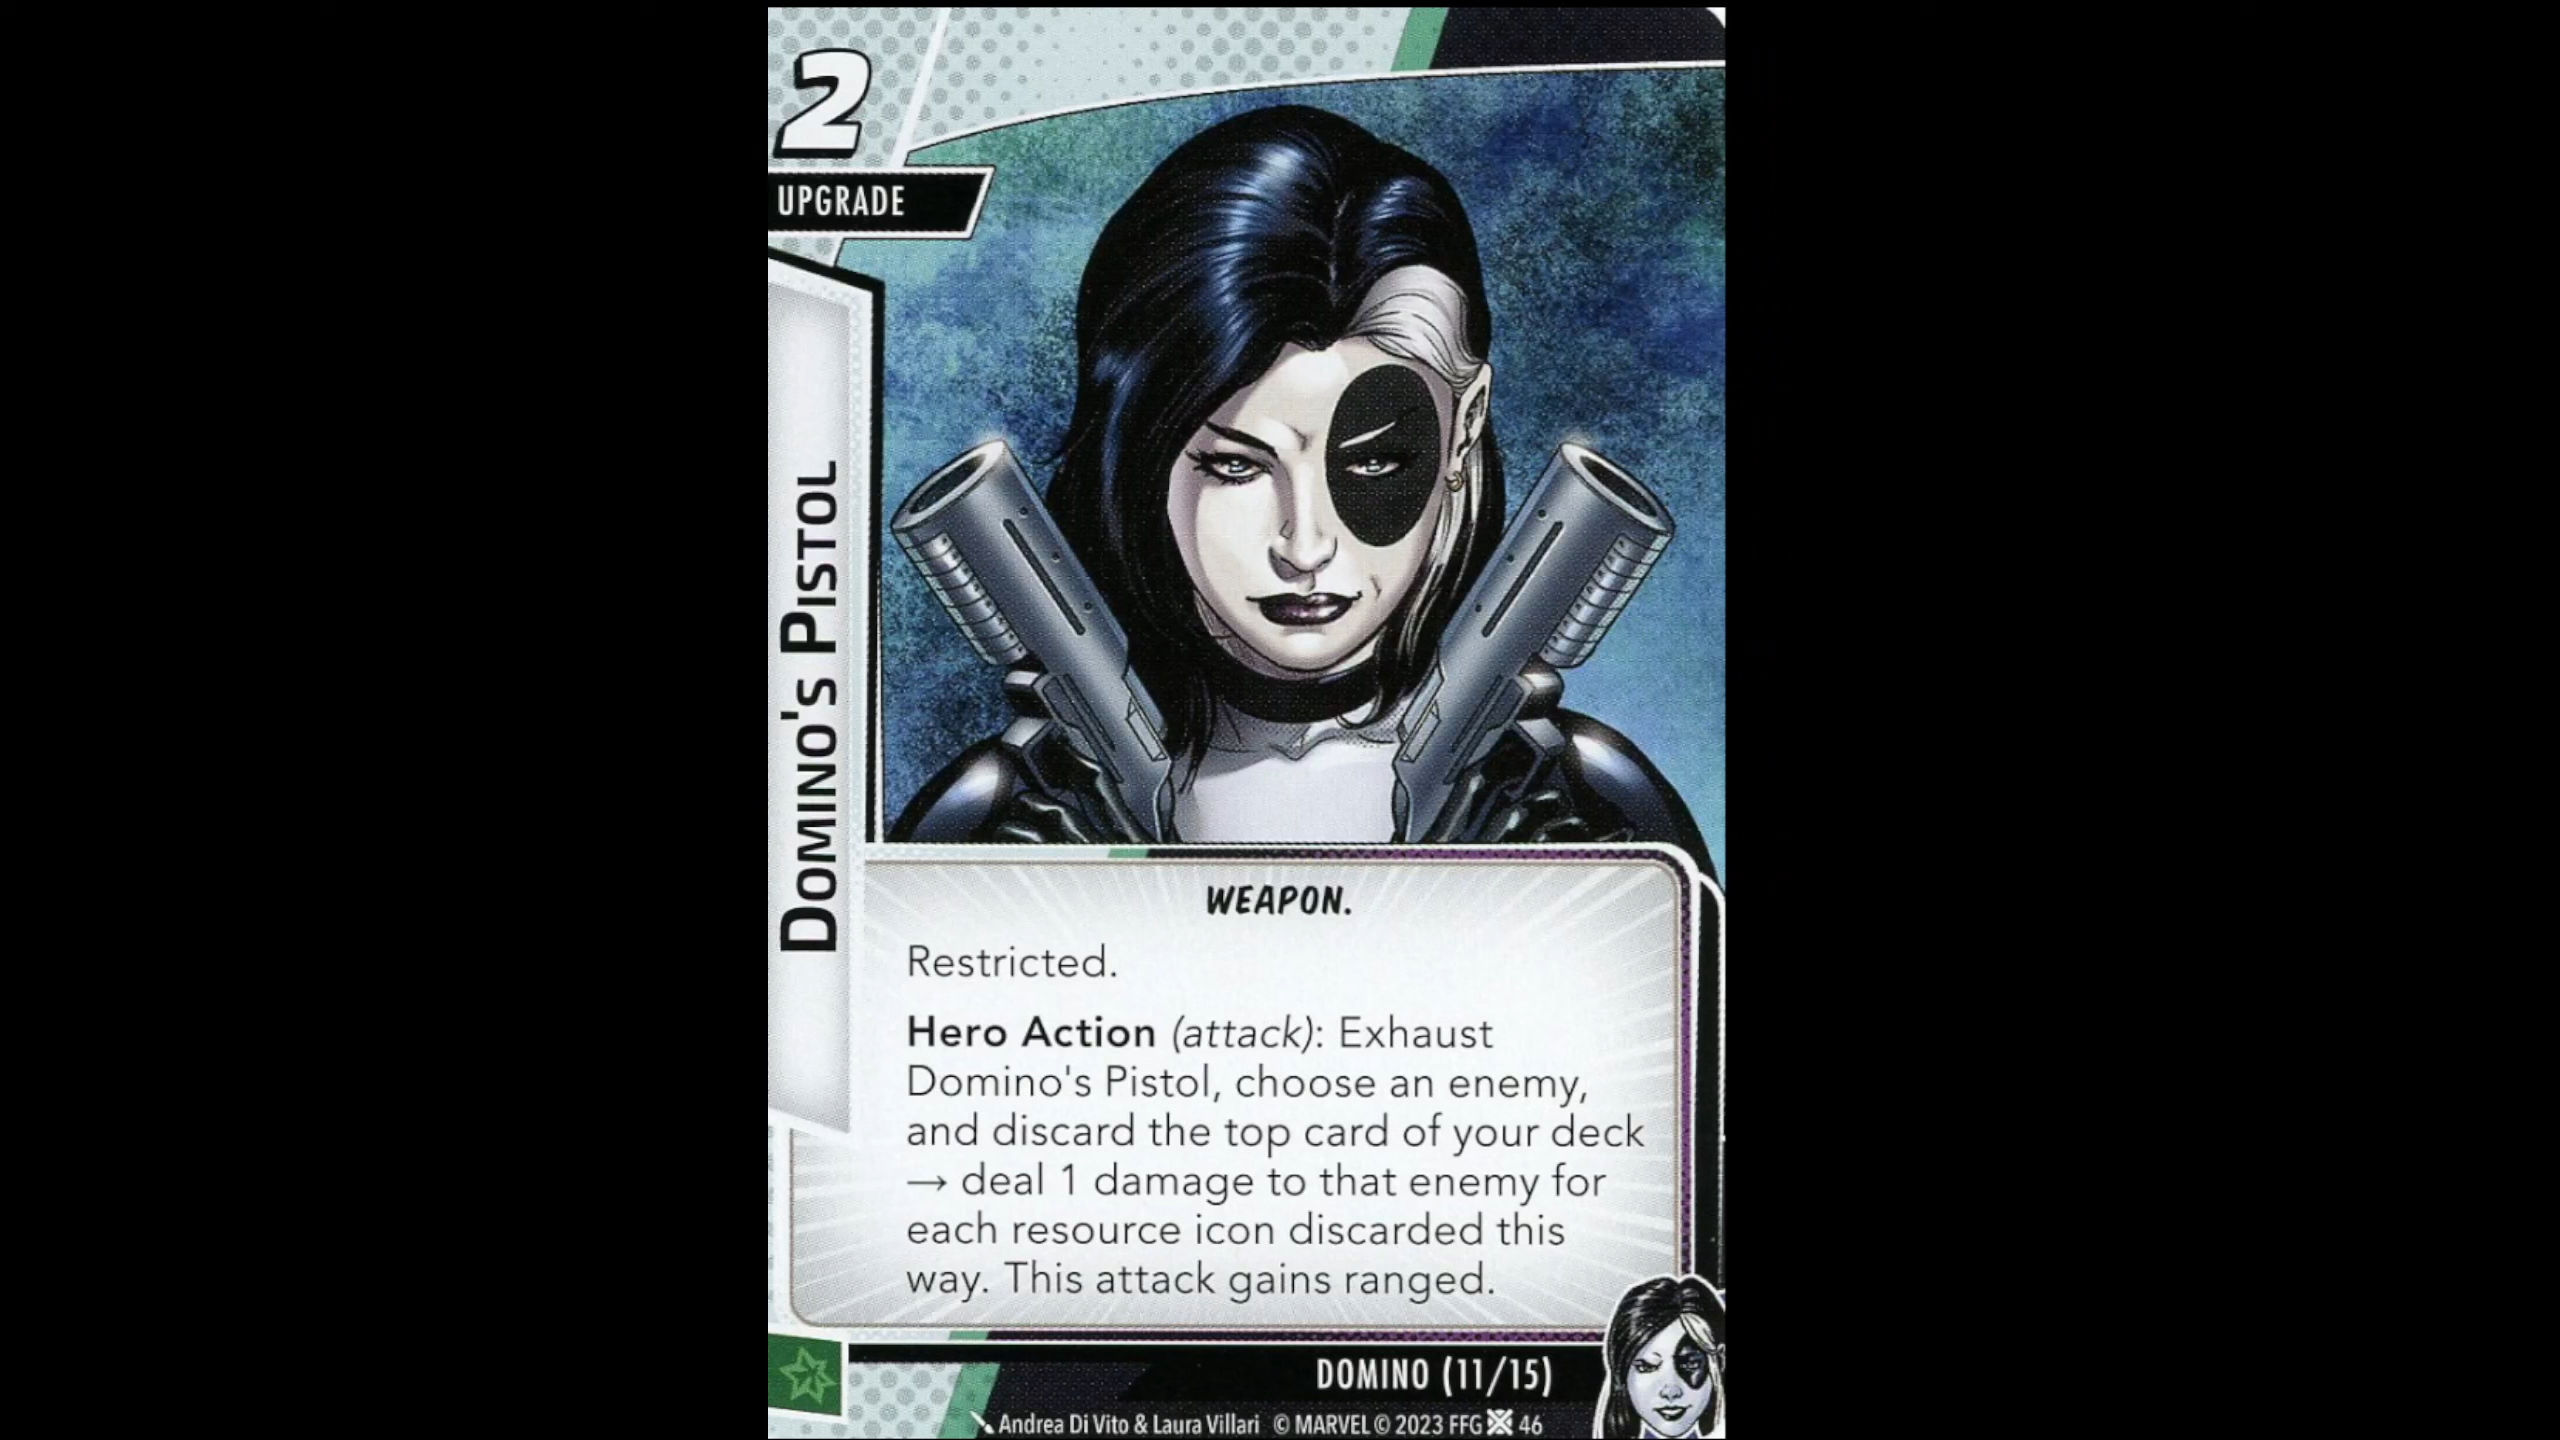 2
UPGRADE
DOMINO'S PISTOL
WEAPON.
Restricted.
Hero Action (attack): Exhaust
Domino's Pistol, choose an enemy,
and discard the top card of your deck
→ deal 1 damage to that enemy for
each resource icon discarded this
way. This attack gains ranged.
DOMINO (11/15)
Andrea Di Vito & Laura Villari © MARVEL © 2023 FFG 46